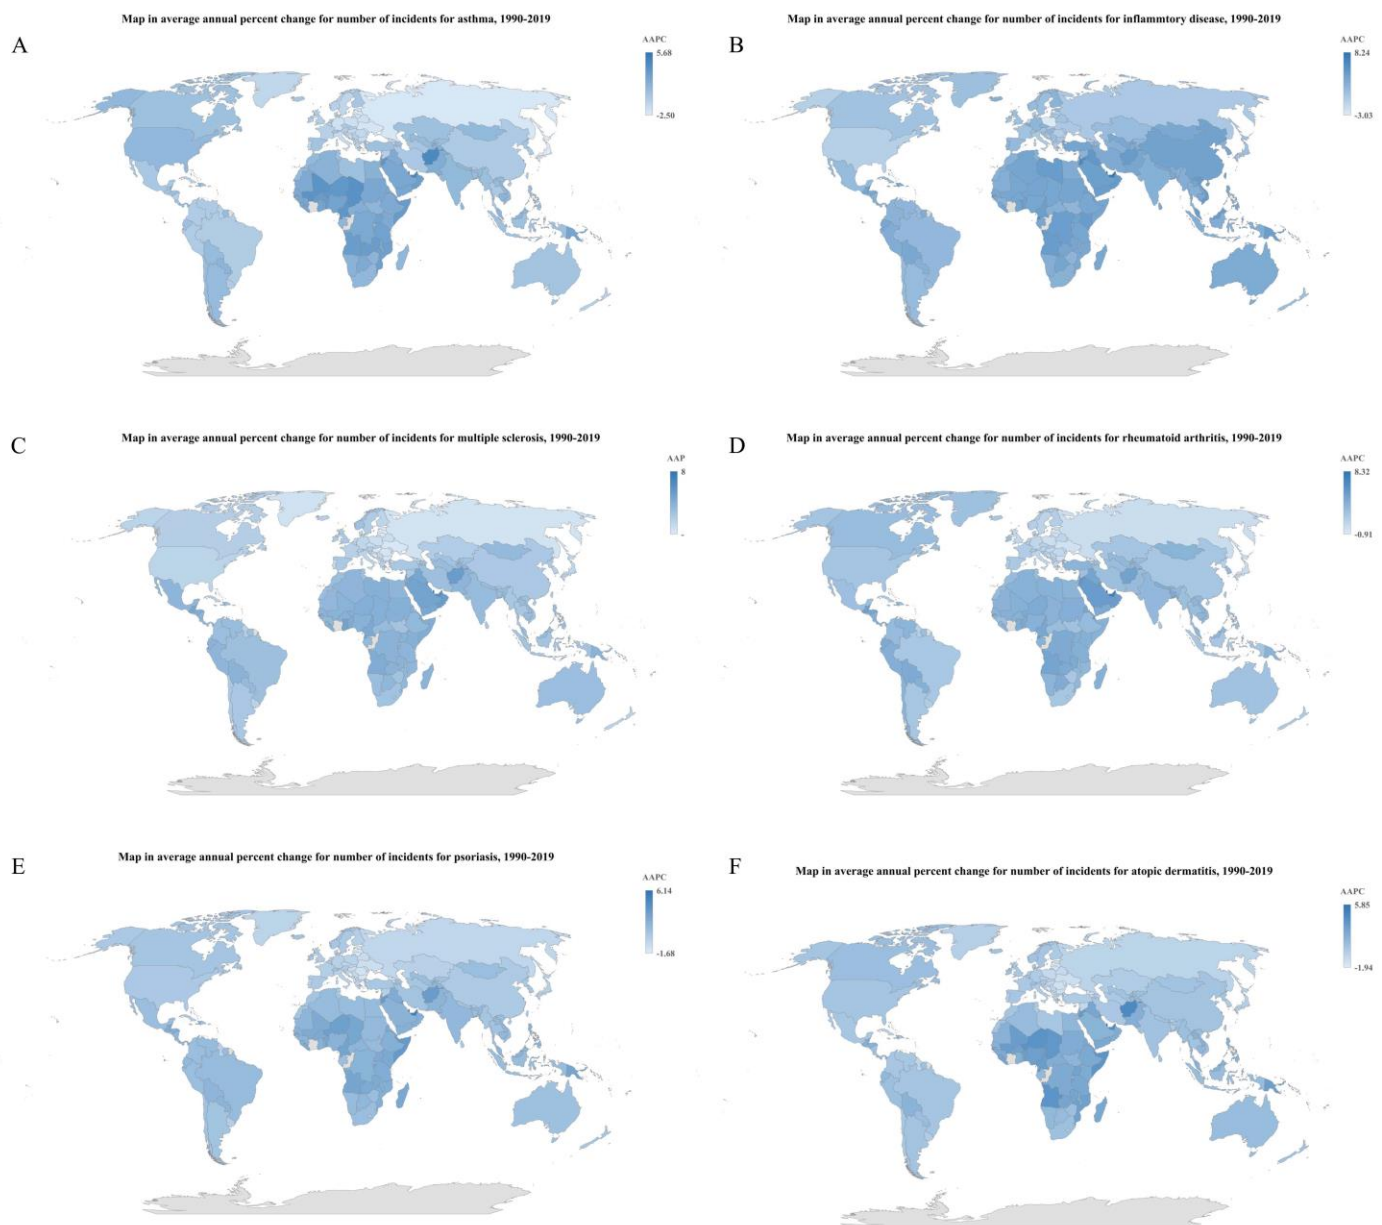 Map in average annual percent change for number of incidents for asthma, 1990-2019
A
AAPC
5.68
-2.50
Map in average annual percent change for number of incidents for inflammtory disease, 1990-2019
B
AAPC
8.24
-3.03
Map in average annual percent change for number of incidents for multiple sclerosis, 1990-2019
C
AAP
8
-
Map in average annual percent change for number of incidents for rheumatoid arthritis, 1990-2019
D
AAPC
8.32
-0.91
Map in average annual percent change for number of incidents for psoriasis, 1990-2019
E
AAPC
6.14
-1.68
Map in average annual percent change for number of incidents for atopic dermatitis, 1990-2019
F
AAPC
5.85
-1.94